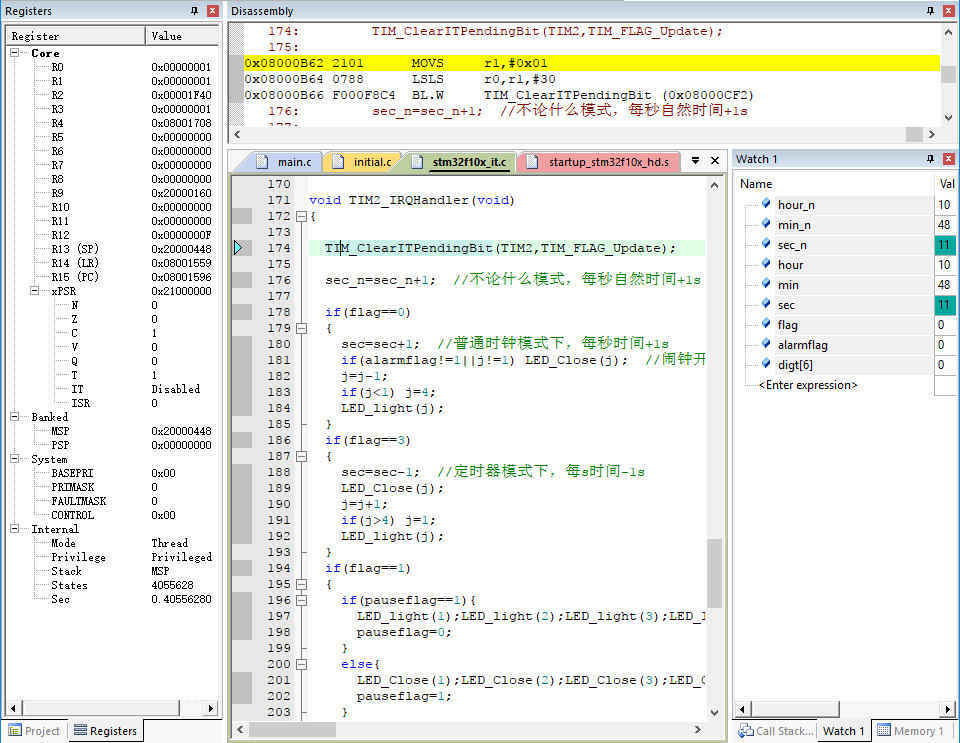 Registers
Register Value
Core
R0 0x00000001
R1 0x00000001
R2 0x00001F40
R3 0x00000001
R4 0x08001708
R5 0x00000000
R6 0x00000000
R7 0x00000000
R8 0x00000000
R9 0x20000160
R10 0x00000000
R11 0x00000000
R12 0x0000000F
R13 (SP) 0x20000448
R14 (LR) 0x08001559
R15 (PC) 0x08001596
xPSR 0x21000000
N 0
Z 0
C 1
V 0
Q 0
T 1
IT Disabled
ISR 0
Banked
MSP 0x20000448
PSP 0x00000000
System
BASEPRI 0x00
PRIMASK 0
FAULTMASK 0
CONTROL 0x00
Internal
Mode Thread
Privilege Privileged
Stack MSP
States 4055628
Sec 0.40556280
Project Registers
Disassembly
174: TIM_ClearITPendingBit(TIM2,TIM_FLAG_Update);
175:
0x08000B62 2101 MOVS r1,#0x01
0x08000B64 0788 LSLS r0,r1,#30
0x08000B66 F000F8C4 BL.W TIM_ClearITPendingBit (0x08000CF2)
176: sec_n=sec_n+1; //不论什么模式，每秒自然时间+1s
main.c initial.c stm32f10x_it.c startup_stm32f10x_hd.s
170
171 void TIM2_IRQHandler(void)
172 {
173
174 TIM_ClearITPendingBit(TIM2,TIM_FLAG_Update);
175
176 sec_n=sec_n+1; //不论什么模式，每秒自然时间+1s
177
178 if(flag==0)
179 {
180 sec=sec+1; //普通时钟模式下，每秒时间+1s
181 if(alarmflag!=1||j!=1) LED_Close(j); //闹钟开
182 j=j-1;
183 if(j<1) j=4;
184 LED_light(j);
185 }
186 if(flag==3)
187 {
188 sec=sec-1; //定时器模式下，每s时间-1s
189 LED_Close(j);
190 j=j+1;
191 if(j>4) j=1;
192 LED_light(j);
193 }
194 if(flag==1)
195 {
196 if(pauseflag==1){
197 LED_light(1);LED_light(2);LED_light(3);LED_l
198 pauseflag=0;
199 }
200 else{
201 LED_Close(1);LED_Close(2);LED_Close(3);LED_C
202 pauseflag=1;
203 }
Watch 1
Name Val
hour_n 10
min_n 48
sec_n 11
hour 10
min 48
sec 11
flag 0
alarmflag 0
digt[6] 0
<Enter expression>
Call Stack... Watch 1 Memory 1